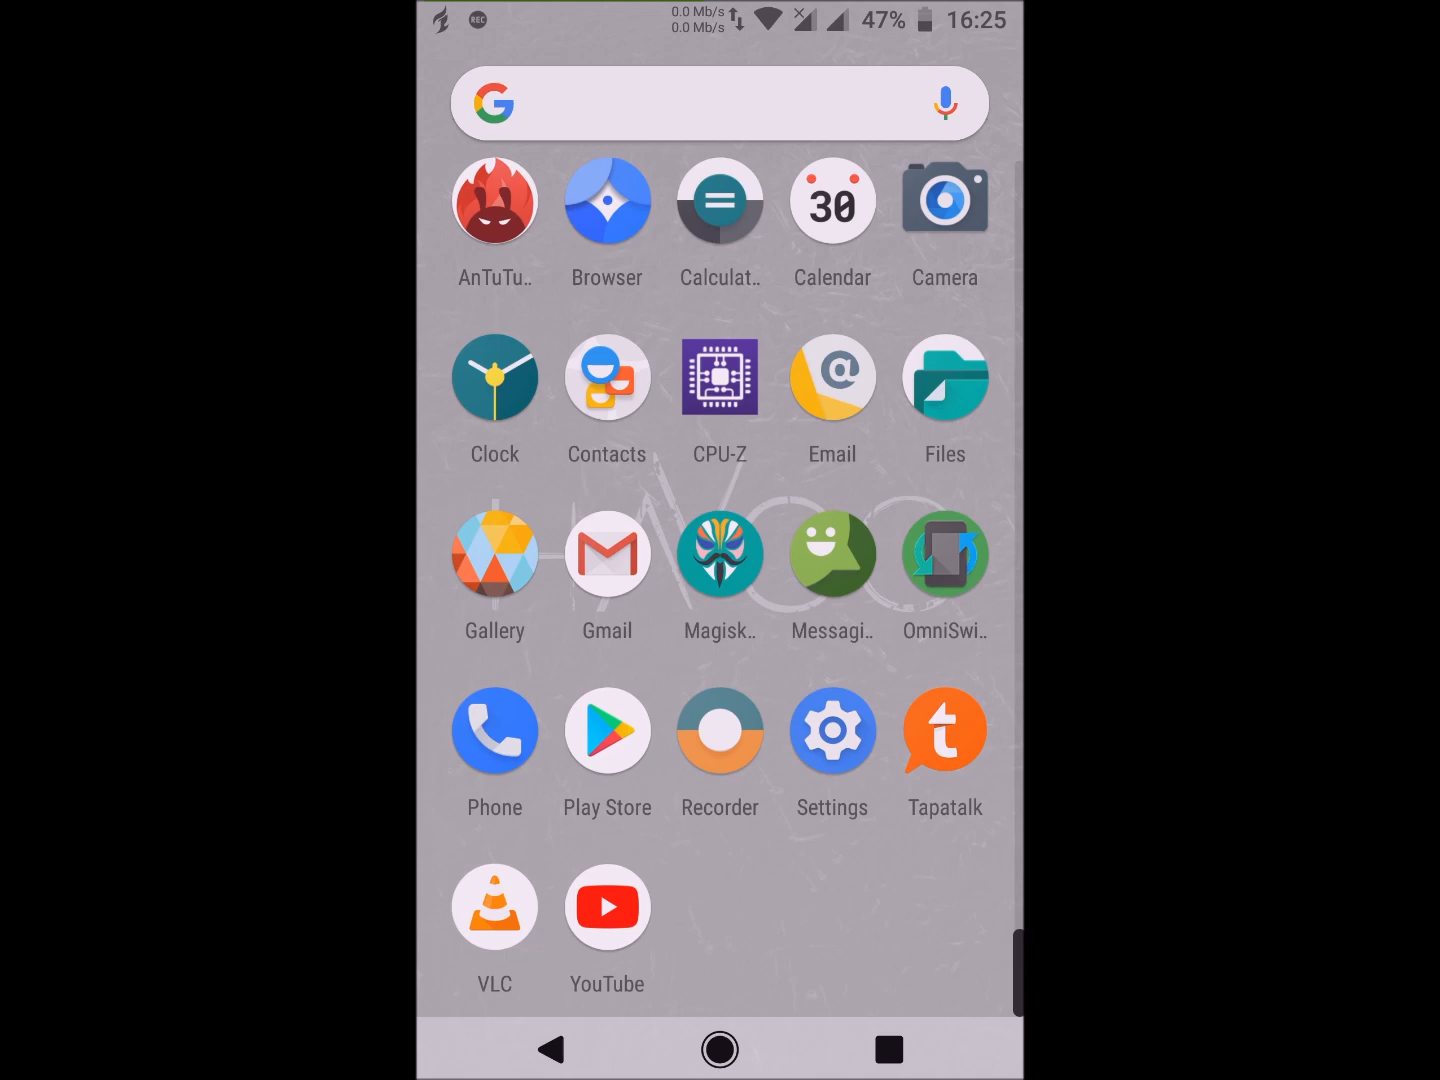 REC
0.0 Mb/s
0.0 Mb/s
47%
16:25
AnTuTu..
Browser
Calculat..
Calendar
Camera
30
Clock
Contacts
CPU-Z
Email
Files
Gallery
Gmail
Magisk..
Messagi..
OmniSwi..
Phone
Play Store
Recorder
Settings
Tapatalk
VLC
YouTube